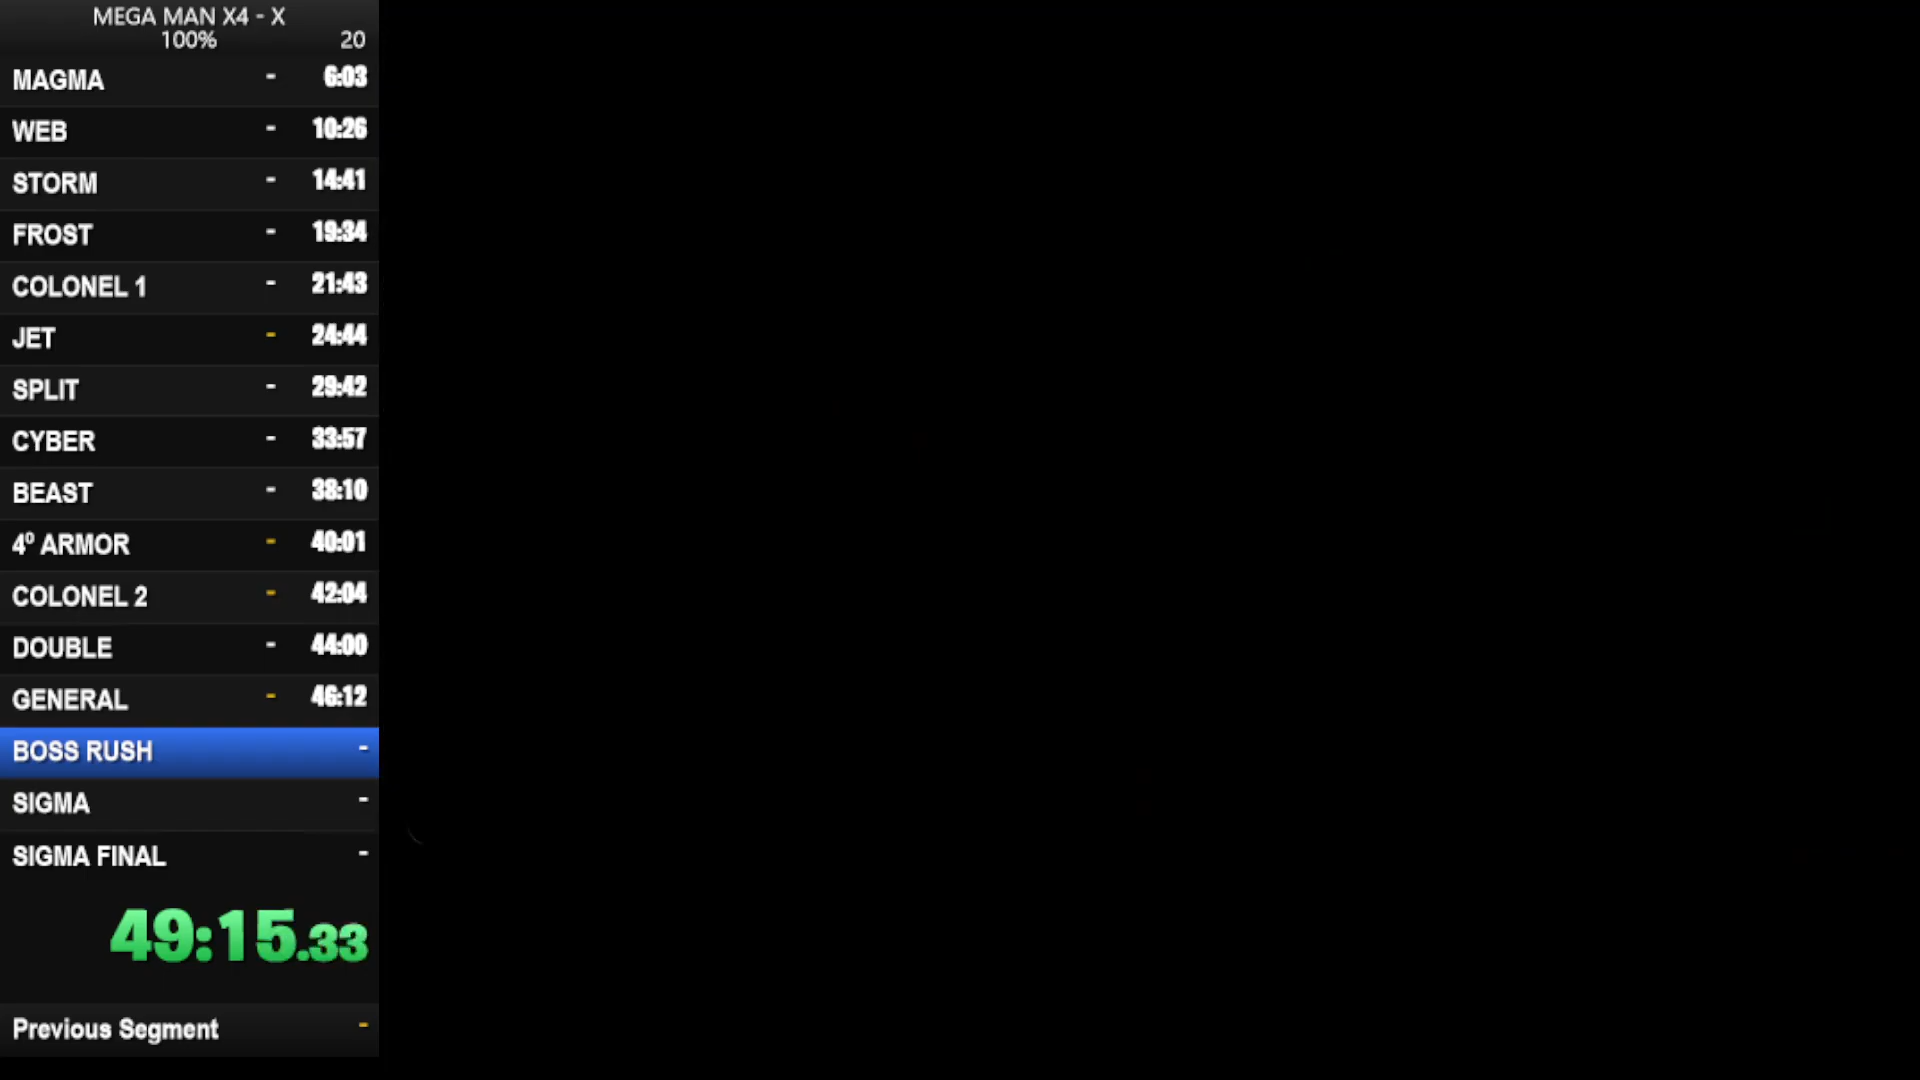 MEGA MAN X4 - X
100% 20
MAGMA - 6:03
WEB - 10:26
STORM - 14:41
FROST - 19:34
COLONEL 1 - 21:43
JET - 24:44
SPLIT - 29:42
CYBER - 33:57
BEAST - 38:10
4º ARMOR - 40:01
COLONEL 2 - 42:04
DOUBLE - 44:00
GENERAL - 46:12
BOSS RUSH -
SIGMA -
SIGMA FINAL -
49:15.33
Previous Segment -